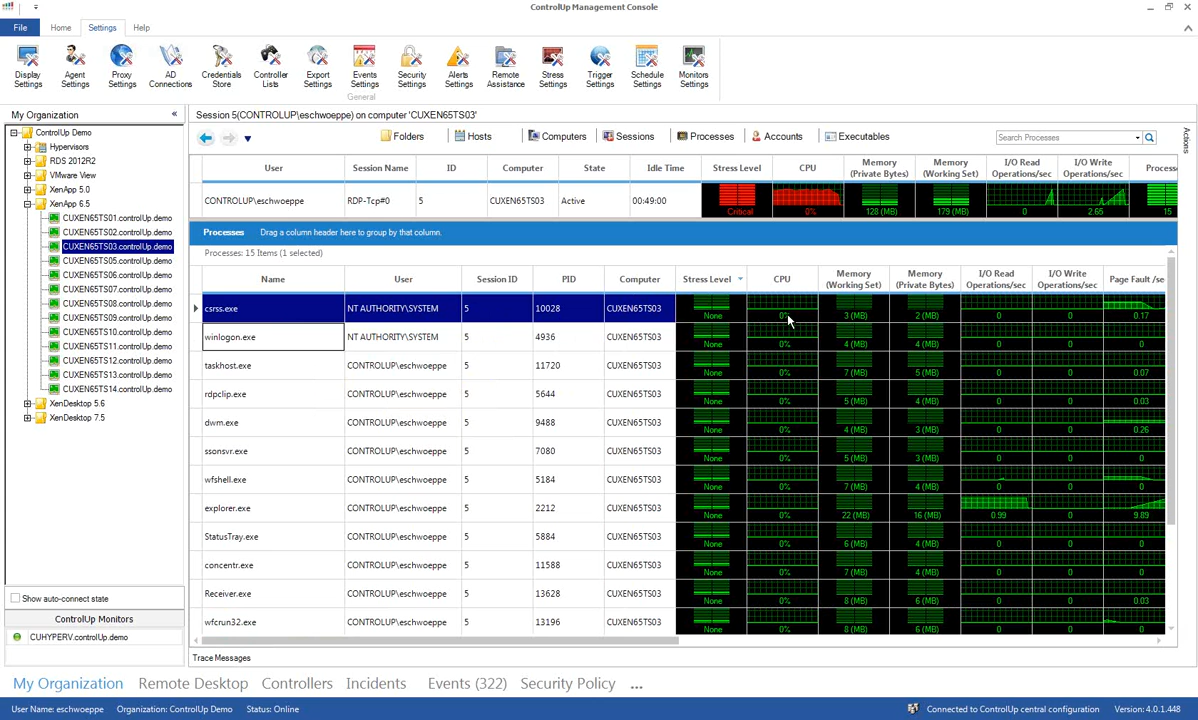 ControlUp Management Console
File Home Settings Help
Display Settings
Agent Settings
Proxy Settings
AD Connections
Credentials Store
Controller Lists
Export Settings
Events Settings
Security Settings
Alerts Settings
Remote Assistance
Stress Settings
Trigger Settings
Schedule Settings
Monitors Settings
General
My Organization «
Session 5(CONTROLUP\eschwoeppe) on computer 'CUXEN65TS03'
Actions
ControlUp Demo
Hypervisors
RDS 2012R2
VMware View
XenApp 5.0
XenApp 6.5
CUXEN65TS01.controlUp.demo
CUXEN65TS02.controlUp.demo
CUXEN65TS03.controlUp.demo
CUXEN65TS05.controlUp.demo
CUXEN65TS06.controlUp.demo
CUXEN65TS07.controlUp.demo
CUXEN65TS08.controlUp.demo
CUXEN65TS09.controlUp.demo
CUXEN65TS10.controlUp.demo
CUXEN65TS11.controlUp.demo
CUXEN65TS12.controlUp.demo
CUXEN65TS13.controlUp.demo
CUXEN65TS14.controlUp.demo
XenDesktop 5.6
XenDesktop 7.5
Show auto-connect state
ControlUp Monitors
CUHYPERV.controlUp.demo
Folders Hosts Computers Sessions Processes Accounts Executables Search Processes
User Session Name ID Computer State Idle Time Stress Level CPU Memory (Private Bytes) Memory (Working Set) I/O Read Operations/sec I/O Write Operations/sec Process
CONTROLUP\eschwoeppe RDP-Tcp#0 5 CUXEN65TS03 Active 00:49:00 Critical 0% 128 (MB) 179 (MB) 0 2.65 15
Processes Drag a column header here to group by that column.
Processes: 15 Items (1 selected)
Name User Session ID PID Computer Stress Level CPU Memory (Working Set) Memory (Private Bytes) I/O Read Operations/sec I/O Write Operations/sec Page Fault /se
csrss.exe NT AUTHORITY\SYSTEM 5 10028 CUXEN65TS03 None 0% 3 (MB) 2 (MB) 0 0 0.17
winlogon.exe NT AUTHORITY\SYSTEM 5 4936 CUXEN65TS03 None 0% 4 (MB) 4 (MB) 0 0 0
taskhost.exe CONTROLUP\eschwoeppe 5 11720 CUXEN65TS03 None 0% 7 (MB) 5 (MB) 0 0 0.07
rdpclip.exe CONTROLUP\eschwoeppe 5 5644 CUXEN65TS03 None 0% 5 (MB) 4 (MB) 0 0 0.03
dwm.exe CONTROLUP\eschwoeppe 5 9488 CUXEN65TS03 None 0% 4 (MB) 3 (MB) 0 0 0.26
ssonsvr.exe CONTROLUP\eschwoeppe 5 7080 CUXEN65TS03 None 0% 5 (MB) 3 (MB) 0 0 0
wfshell.exe CONTROLUP\eschwoeppe 5 5184 CUXEN65TS03 None 0% 7 (MB) 4 (MB) 0 0 0
explorer.exe CONTROLUP\eschwoeppe 5 2212 CUXEN65TS03 None 0% 22 (MB) 16 (MB) 0.99 0 9.89
StatusTray.exe CONTROLUP\eschwoeppe 5 5884 CUXEN65TS03 None 0% 6 (MB) 4 (MB) 0 0 0
concentr.exe CONTROLUP\eschwoeppe 5 11588 CUXEN65TS03 None 0% 7 (MB) 4 (MB) 0 0 0
Receiver.exe CONTROLUP\eschwoeppe 5 13628 CUXEN65TS03 None 0% 8 (MB) 6 (MB) 0 0 0.03
wfcrun32.exe CONTROLUP\eschwoeppe 5 13196 CUXEN65TS03 None 0% 8 (MB) 6 (MB) 0 0 0
Trace Messages
My Organization Remote Desktop Controllers Incidents Events (322) Security Policy ...
User Name: eschwoeppe Organization: ControlUp Demo Status: Online Connected to ControlUp central configuration Version: 4.0.1.448